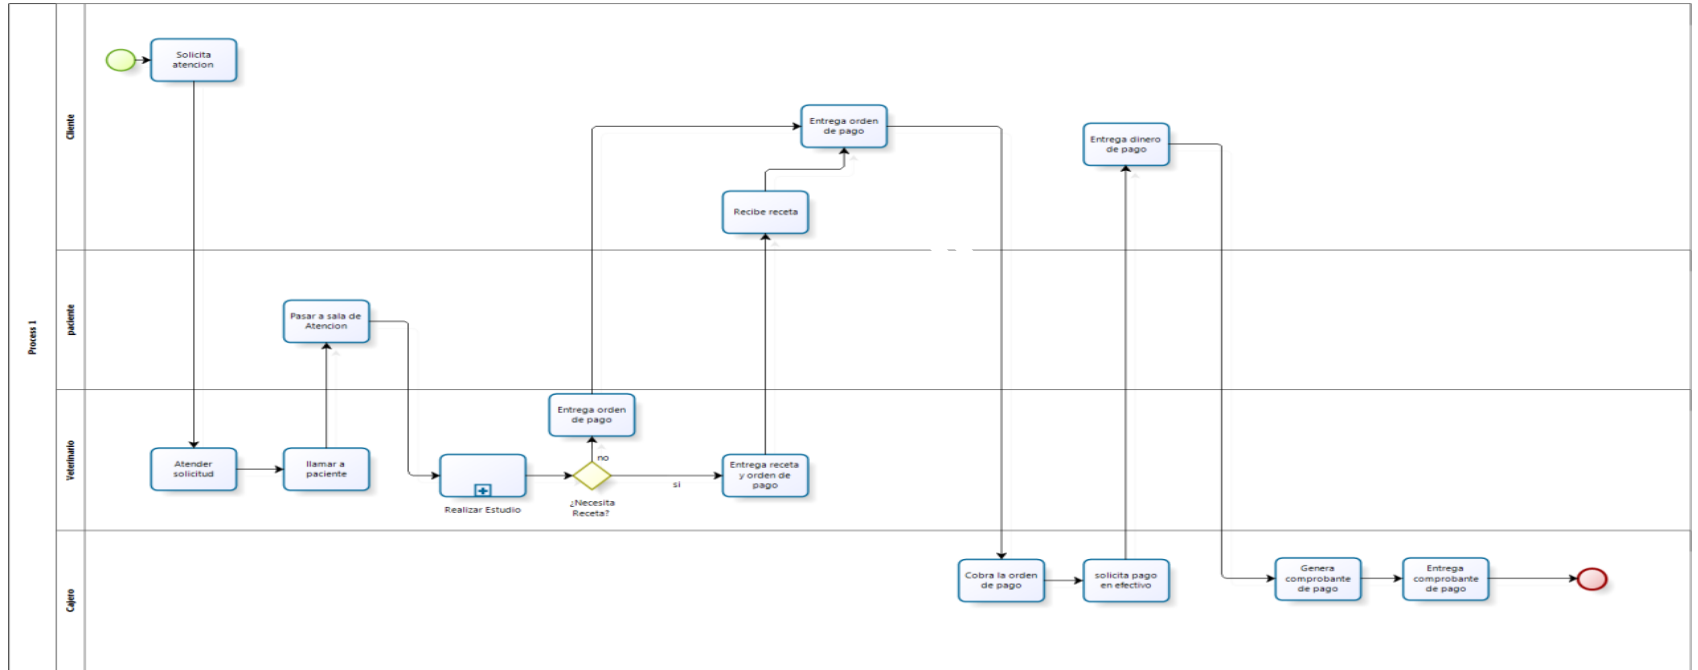 Process 1
Cliente
Solicita
atencion
Entrega orden
de pago
Entrega dinero
de pago
Recibe receta
paciente
Pasar a sala de
Atencion
Veterinario
Atender
solicitud
llamar a
paciente
Realizar Estudio
Entrega orden
de pago
no
¿Necesita
Receta?
si
Entrega receta
y orden de
pago
Cajero
Cobra la orden
de pago
solicita pago
en efectivo
Genera
comprobante
de pago
Entrega
comprobante
de pago